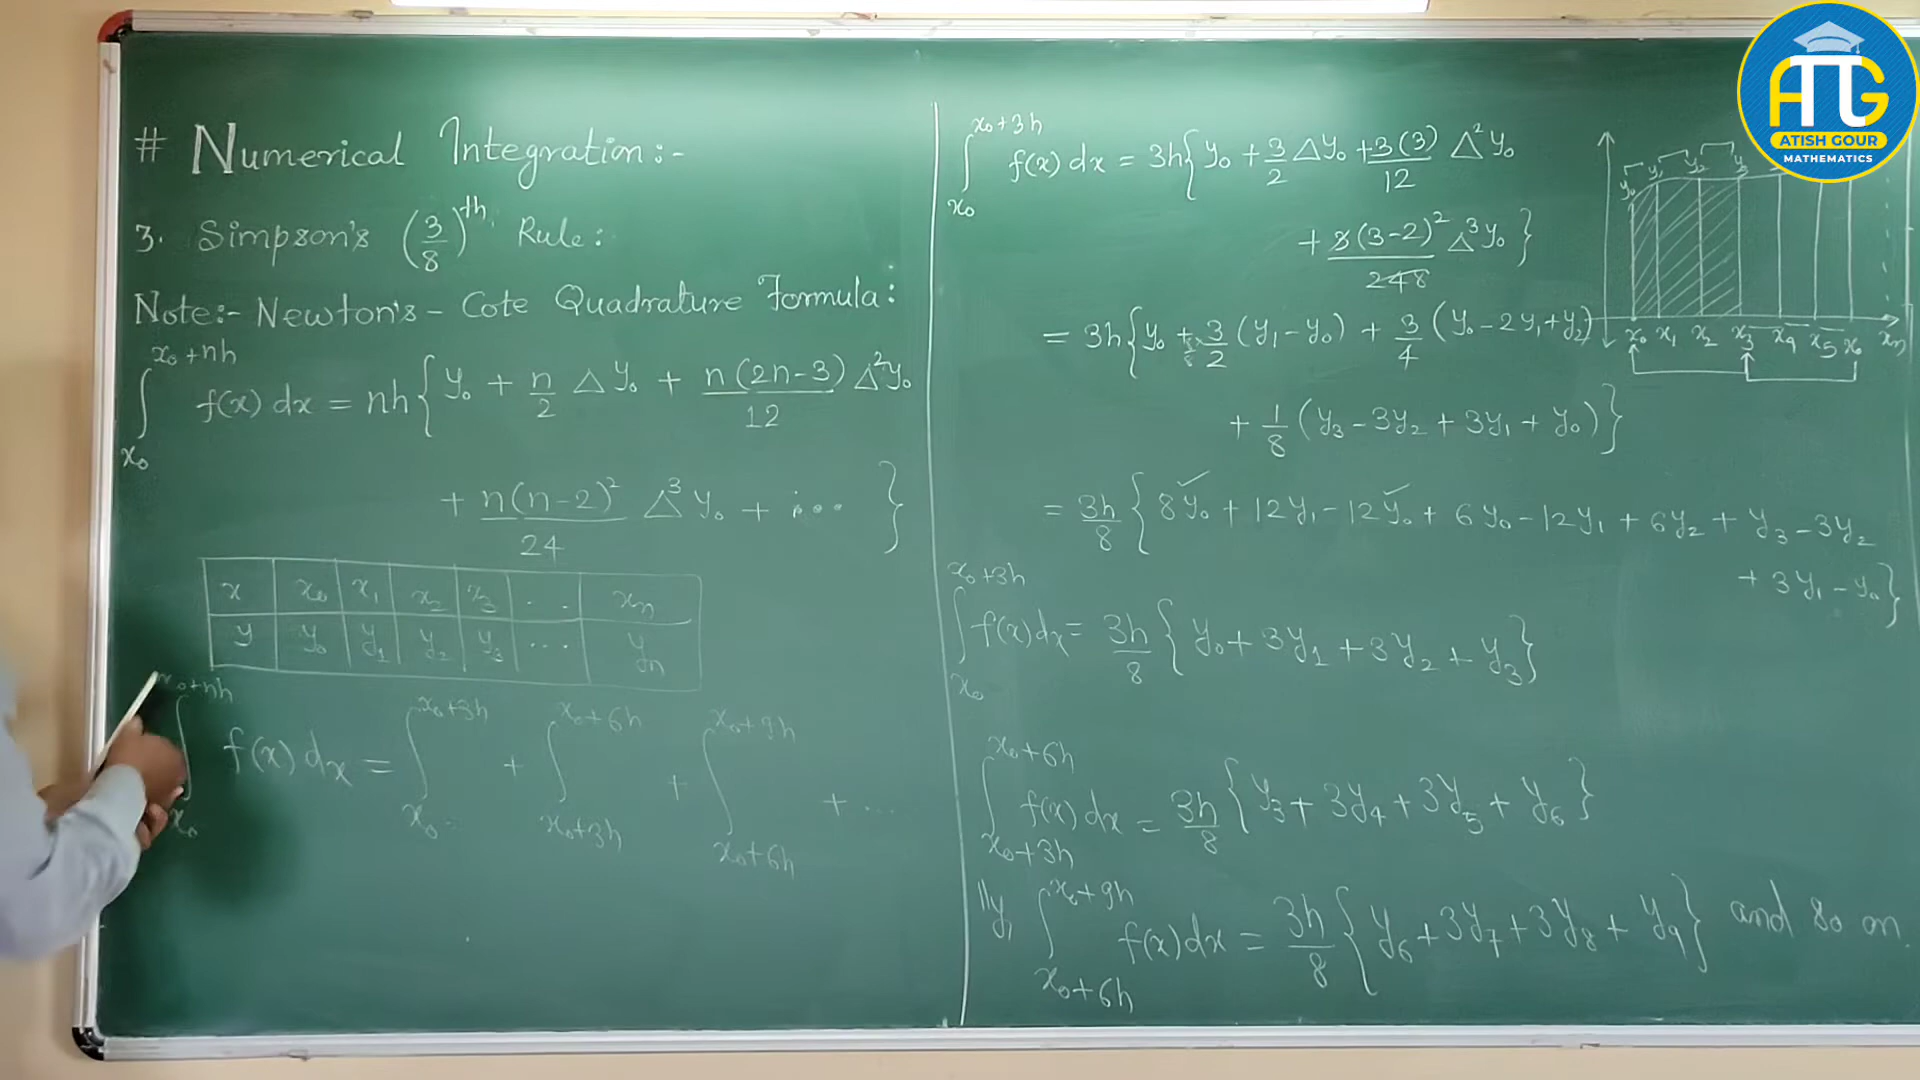 # Numerical Integration:-
3. Simpson's (3/8)^th Rule:
Note:- Newton's - Cote Quadrature Formula:
∫_{x₀}^{x₀+nh} f(x) dx = nh { y₀ + n/2 Δy₀ + n(2n-3)/12 Δ²y₀
+ n(n-2)²/24 Δ³y₀ + ... }
x x₀ x₁ x₂ x₃ ... xₙ
y y₀ y₁ y₂ y₃ ... yₙ
∫_{x₀}^{x₀+nh} f(x) dx = ∫_{x₀}^{x₀+3h} + ∫_{x₀+3h}^{x₀+6h} + ∫_{x₀+6h}^{x₀+9h} + ...
∫_{x₀}^{x₀+3h} f(x) dx = 3h { y₀ + 3/2 Δy₀ + 3(3)/12 Δ²y₀
+ 3(3-2)²/24 8 Δ³y₀ }
= 3h { y₀ + 3/2 (y₁ - y₀) + 3/4 (y₀ - 2y₁ + y₂)
+ 1/8 (y₃ - 3y₂ + 3y₁ + y₀) }
= 3h/8 { 8y₀ + 12y₁ - 12y₀ + 6y₀ - 12y₁ + 6y₂ + y₃ - 3y₂
+ 3y₁ - y₀ }
∫_{x₀}^{x₀+3h} f(x) dx = 3h/8 { y₀ + 3y₁ + 3y₂ + y₃ }
∫_{x₀+3h}^{x₀+6h} f(x) dx = 3h/8 { y₃ + 3y₄ + 3y₅ + y₆ }
lly, ∫_{x₀+6h}^{x₀+9h} f(x) dx = 3h/8 { y₆ + 3y₇ + 3y₈ + y₉ } and so on.
y₀ y₁ y₂ y₃
x₀ x₁ x₂ x₃ x₄ x₅ x₆ xₙ
AπG
ATISH GOUR
MATHEMATICS